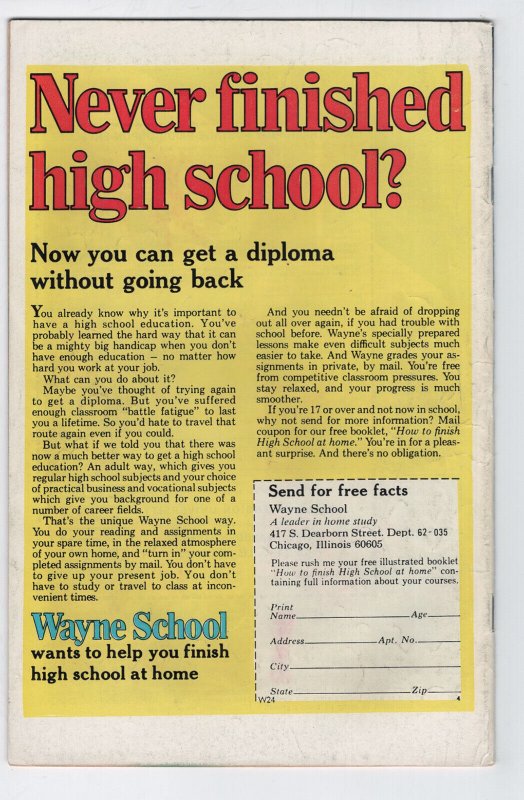 Never finished
high school?
Now you can get a diploma
without going back
You already know why it's important to
have a high school education. You've
probably learned the hard way that it can
be a mighty big handicap when you don't
have enough education – no matter how
hard you work at your job.
What can you do about it?
Maybe you've thought of trying again
to get a diploma. But you've suffered
enough classroom "battle fatigue" to last
you a lifetime. So you'd hate to travel that
route again even if you could.
But what if we told you that there was
now a much better way to get a high school
education? An adult way, which gives you
regular high school subjects and your choice
of practical business and vocational subjects
which give you background for one of a
number of career fields.
That's the unique Wayne School way.
You do your reading and assignments in
your spare time, in the relaxed atmosphere
of your own home, and "turn in" your com-
pleted assignments by mail. You don't have
to give up your present job. You don't
have to study or travel to class at incon-
venient times.
Wayne School
wants to help you finish
high school at home
And you needn't be afraid of dropping
out all over again, if you had trouble with
school before. Wayne's specially prepared
lessons make even difficult subjects much
easier to take. And Wayne grades your as-
signments in private, by mail. You're free
from competitive classroom pressures. You
stay relaxed, and your progress is much
smoother.
If you're 17 or over and not now in school,
why not send for more information? Mail
coupon for our free booklet, "How to finish
High School at home." You're in for a pleas-
ant surprise. And there's no obligation.
Send for free facts
Wayne School
A leader in home study
417 S. Dearborn Street. Dept. 62-035
Chicago, Illinois 60605
Please rush me your free illustrated booklet
"How to finish High School at home" con-
taining full information about your courses.
Print
Name Age
Address Apt. No.
City
State Zip
W24 4